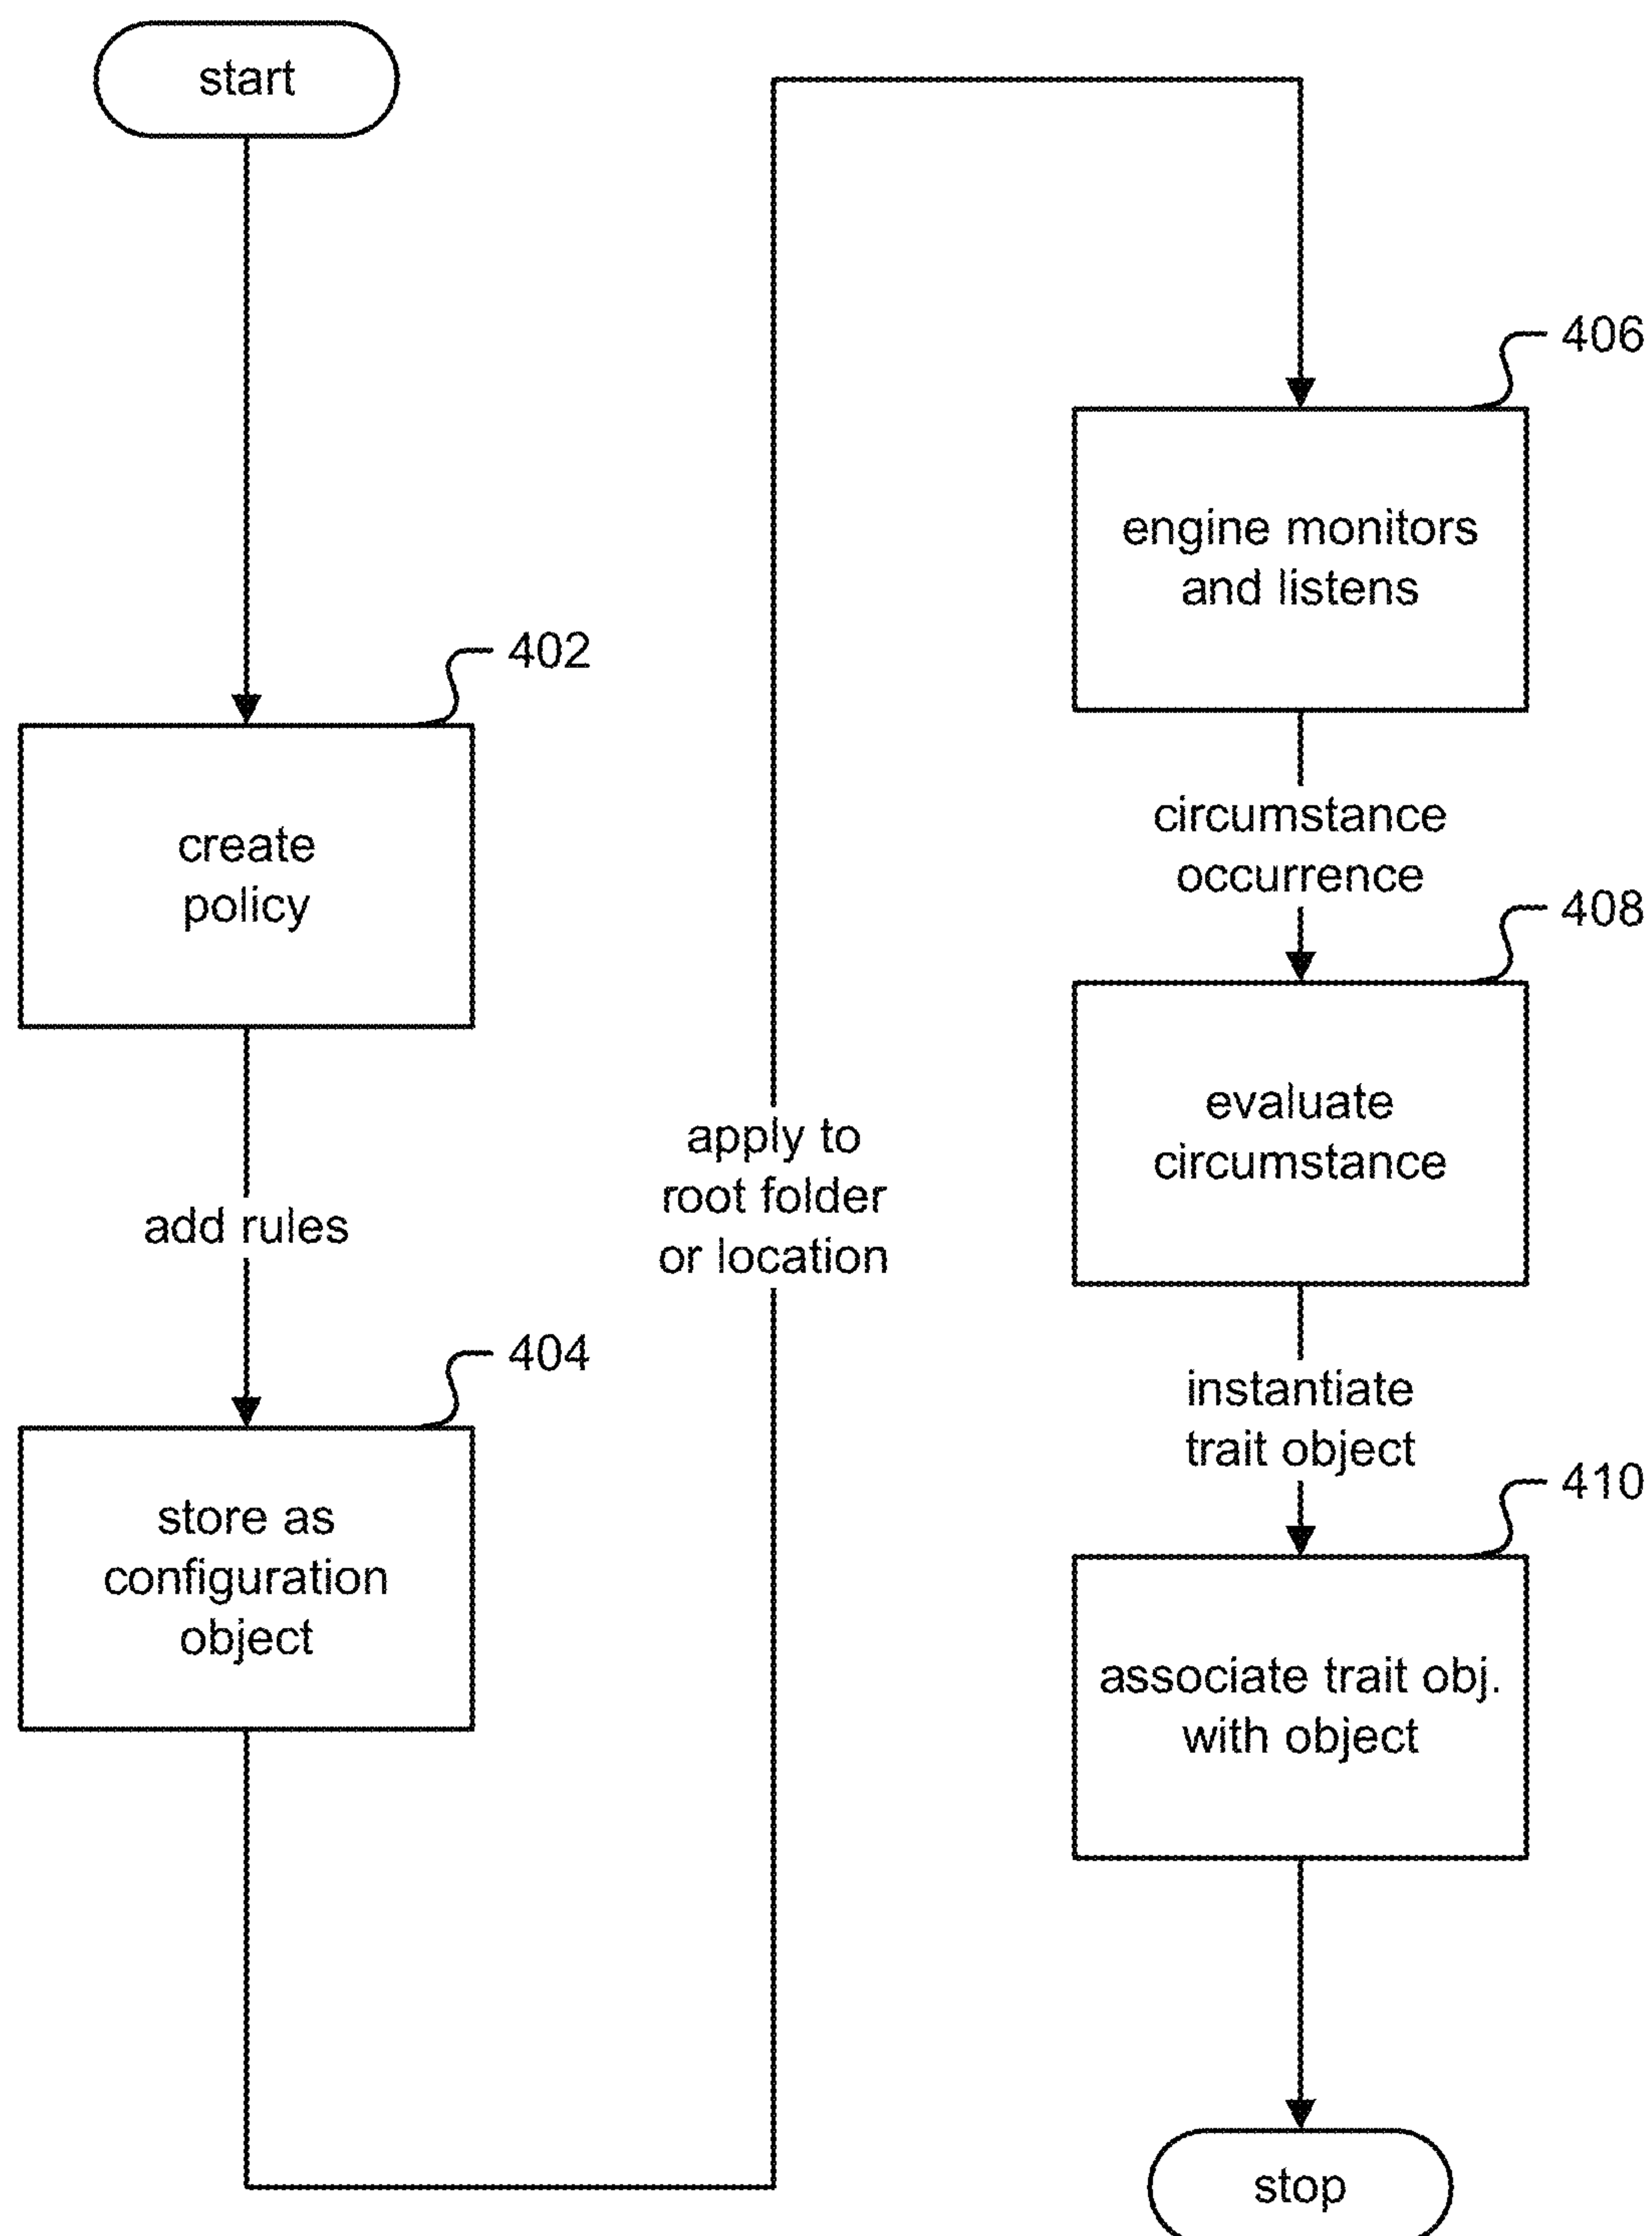 start
402
create
policy
add rules
404
store as
configuration
object
apply to
root folder
or location
406
engine monitors
and listens
circumstance
occurrence
408
evaluate
circumstance
instantiate
trait object
410
associate trait obj.
with object
stop